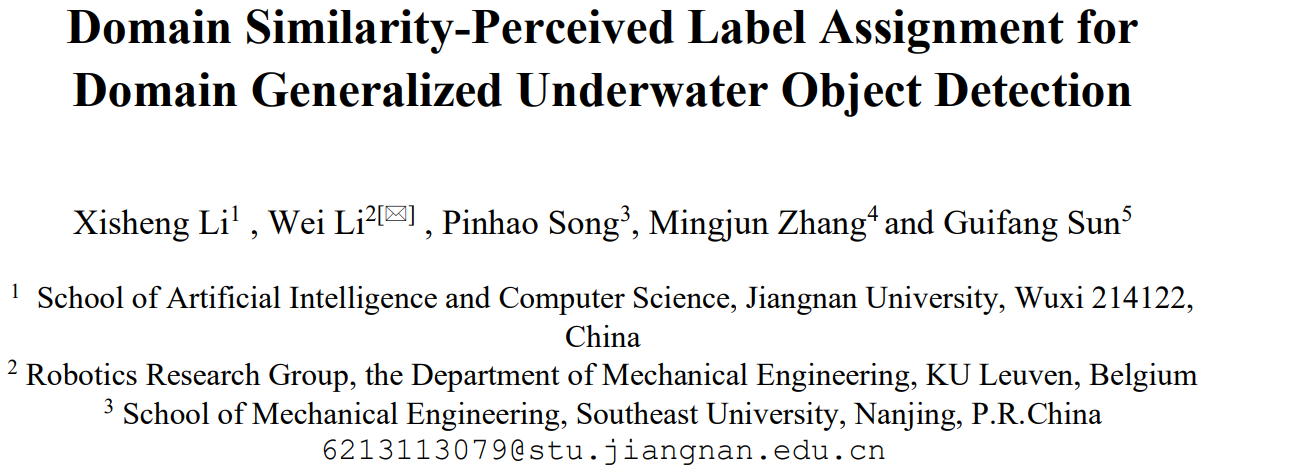 Domain Similarity-Perceived Label Assignment for
Domain Generalized Underwater Object Detection
Xisheng Li¹ , Wei Li²[✉] , Pinhao Song³, Mingjun Zhang⁴ and Guifang Sun⁵
¹ School of Artificial Intelligence and Computer Science, Jiangnan University, Wuxi 214122,
China
² Robotics Research Group, the Department of Mechanical Engineering, KU Leuven, Belgium
³ School of Mechanical Engineering, Southeast University, Nanjing, P.R.China
6213113079@stu.jiangnan.edu.cn